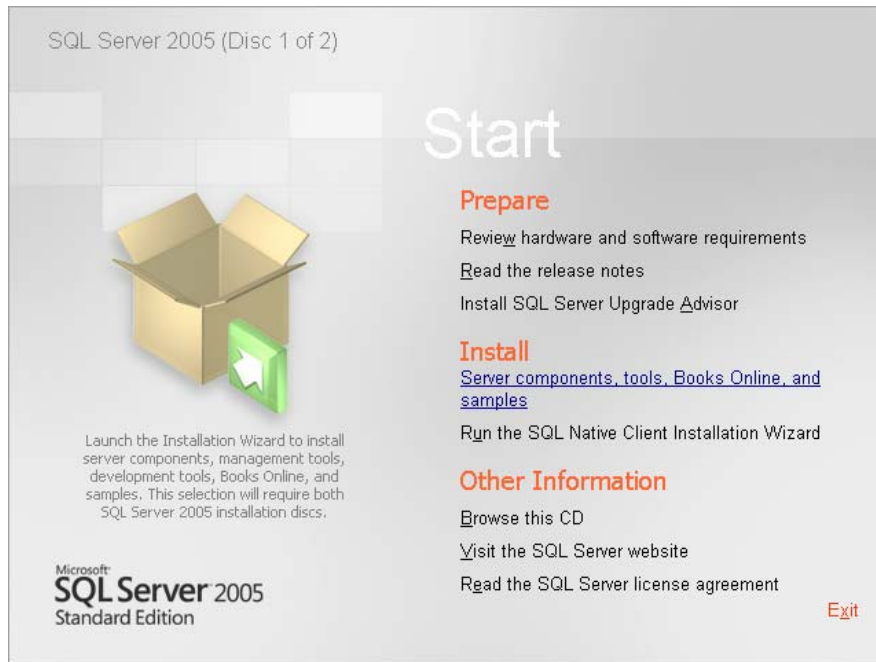 SQL Server 2005 (Disc 1 of 2)
Start
Prepare
Review hardware and software requirements
Read the release notes
Install SQL Server Upgrade Advisor
Install
Server components, tools, Books Online, and
samples
Run the SQL Native Client Installation Wizard
Other Information
Browse this CD
Visit the SQL Server website
Read the SQL Server license agreement
Exit
Launch the Installation Wizard to install
server components, management tools,
development tools, Books Online, and
samples. This selection will require both
SQL Server 2005 installation discs.
Microsoft
SQL Server 2005
Standard Edition